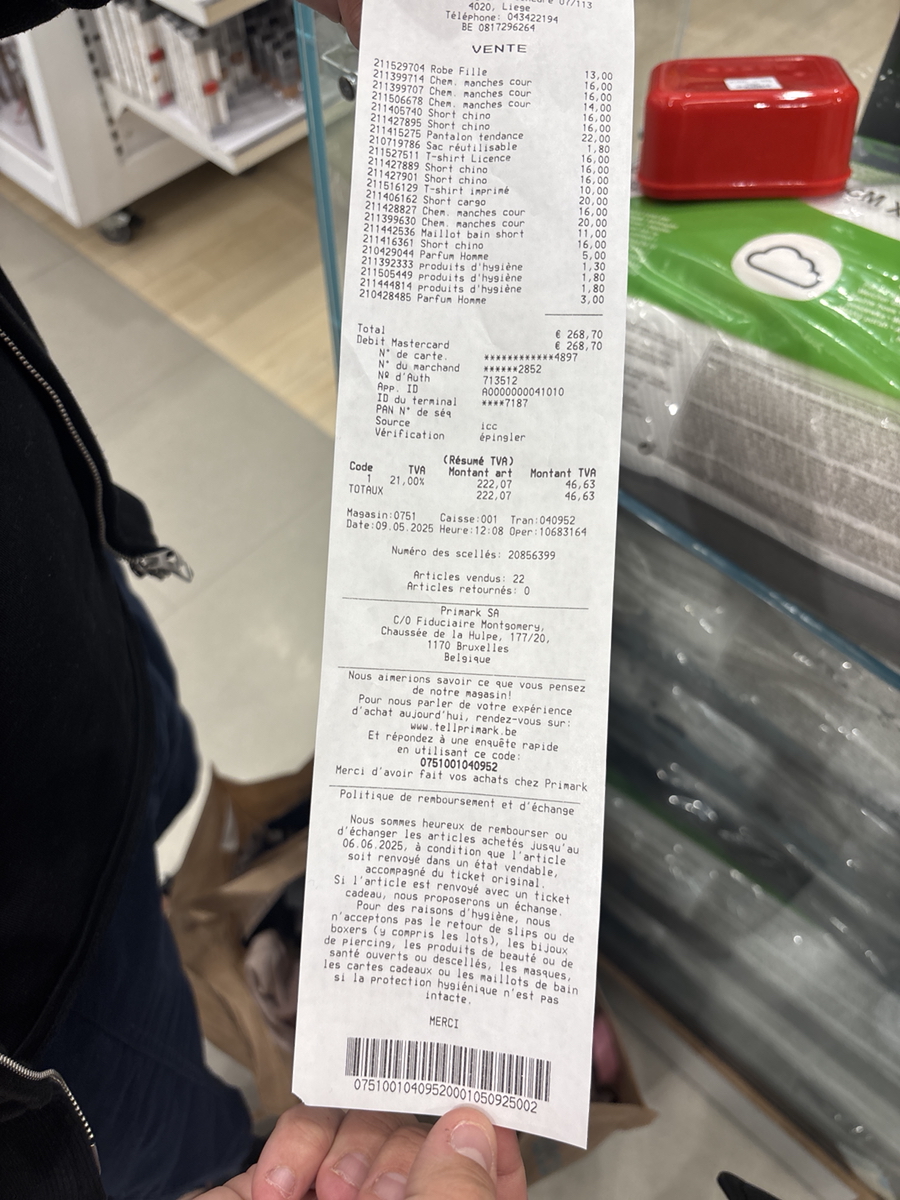 4020, Liege
Téléphone: 043422194
BE 0817296264
VENTE
211529704 Robe Fille 13,00
211399714 Chem. manches cour 16,00
211399707 Chem. manches cour 16,00
211506678 Chem. manches cour 14,00
211405740 Short chino 16,00
211427895 Short chino 16,00
211415275 Pantalon tendance 22,00
210719786 Sac réutilisable 1,80
211527511 T-shirt Licence 16,00
211427889 Short chino 16,00
211427901 Short chino 16,00
211516129 T-shirt imprimé 10,00
211406162 Short cargo 20,00
211428827 Chem. manches cour 16,00
211399630 Chem. manches cour 20,00
211442536 Maillot bain short 11,00
211416361 Short chino 16,00
210429044 Parfum Homme 5,00
211392333 produits d'hygiène 1,30
211505449 produits d'hygiène 1,80
211444814 produits d'hygiène 1,80
210428485 Parfum Homme 3,00
Total € 268,70
Debit Mastercard € 268,70
N° de carte. ************4897
N° du marchand ******2852
Nº d'Auth 713512
App. ID A0000000041010
ID du terminal ****7187
PAN N° de séq
Source icc
Vérification épingler
(Résumé TVA)
Code TVA Montant art Montant TVA
1 21,00% 222,07 46,63
TOTAUX 222,07 46,63
Magasin:0751 Caisse:001 Tran:040952
Date:09.05.2025 Heure:12:08 Oper:10683164
Numéro des scellés: 20856399
Articles vendus: 22
Articles retournés: 0
Primark SA
C/O Fiduciaire Montgomery,
Chaussée de la Hulpe, 177/20,
1170 Bruxelles
Belgique
Nous aimerions savoir ce que vous pensez
de notre magasin!
Pour nous parler de votre expérience
d'achat aujourd'hui, rendez-vous sur:
www.tellprimark.be
Et répondez à une enquête rapide
en utilisant ce code:
0751001040952
Merci d'avoir fait vos achats chez Primark
Politique de remboursement et d'échange
Nous sommes heureux de rembourser ou
d'échanger les articles achetés jusqu'au
06.06.2025, à condition que l'article
soit renvoyé dans un état vendable,
accompagné du ticket original.
Si l'article est renvoyé avec un ticket
cadeau, nous proposerons un échange.
Pour des raisons d'hygiène, nous
n'acceptons pas le retour de slips ou de
boxers (y compris les lots), les bijoux
de piercing, les produits de beauté ou de
santé ouverts ou descellés, les masques,
les cartes cadeaux ou les maillots de bain
si la protection hygiénique n'est pas
intacte.
MERCI
07510010409520001050925002